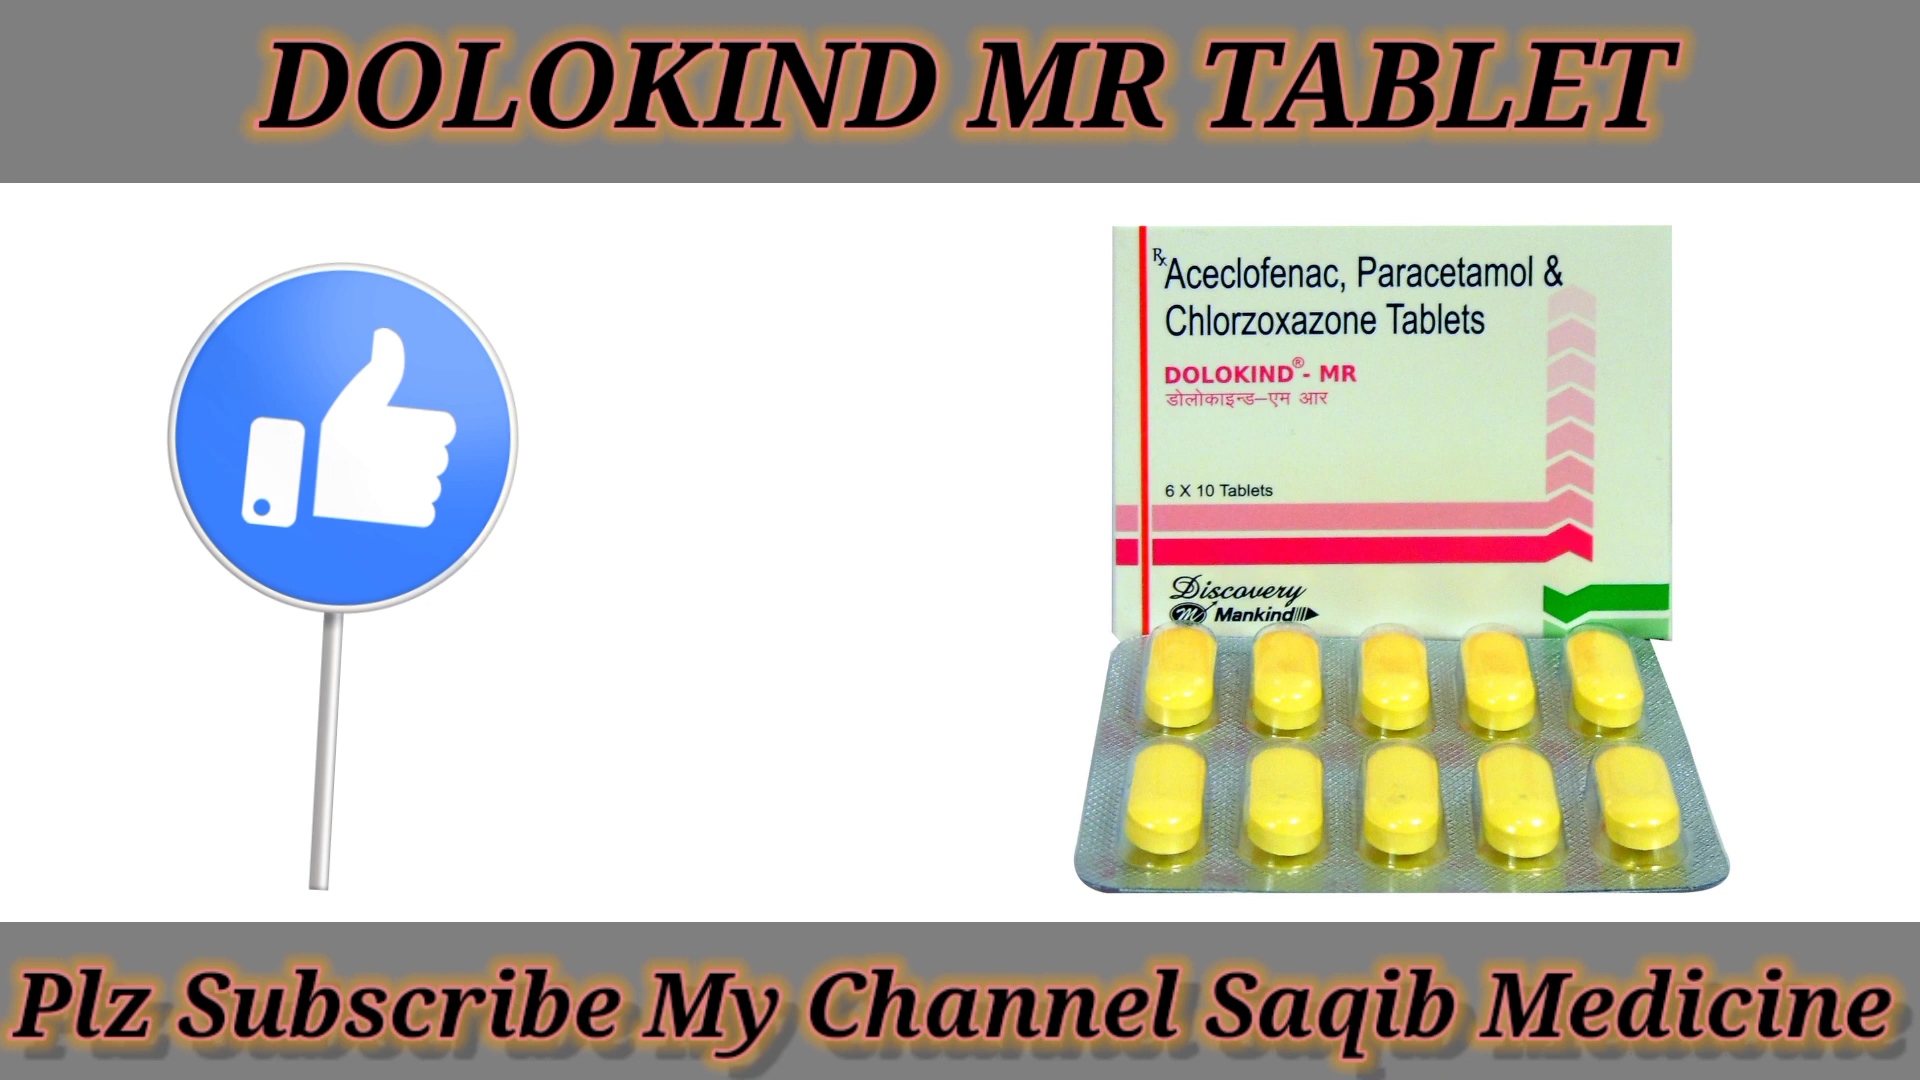 DOLOKIND MR TABLET
Rx Aceclofenac, Paracetamol &
Chlorzoxazone Tablets
DOLOKIND®- MR
डोलोकाइन्ड–एम आर
6 X 10 Tablets
Discovery
M Mankind
Plz Subscribe My Channel Saqib Medicine